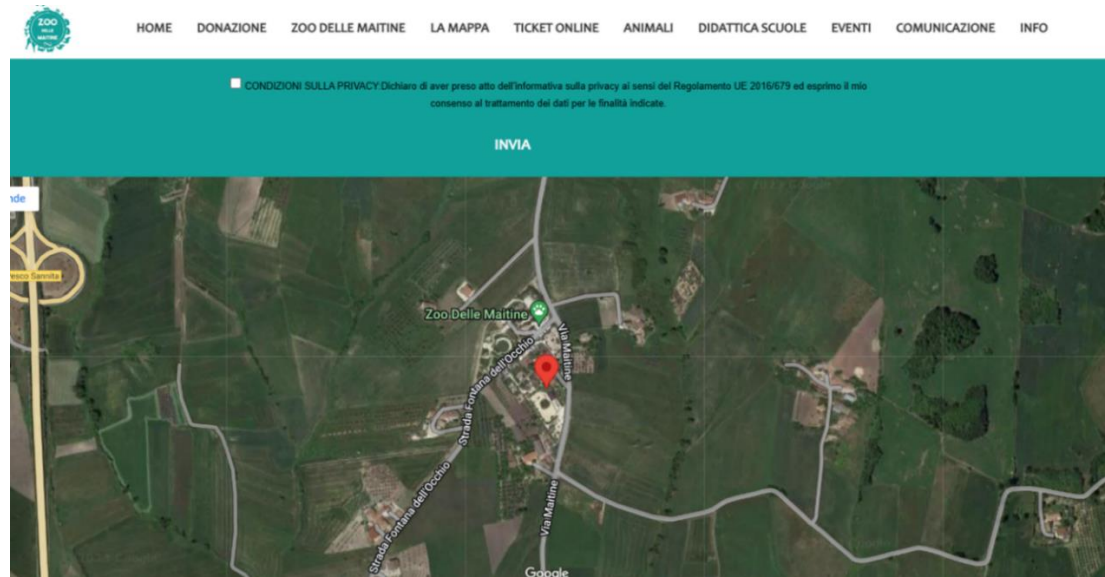 ZOO
DELLE
MAITINE
HOME DONAZIONE ZOO DELLE MAITINE LA MAPPA TICKET ONLINE ANIMALI DIDATTICA SCUOLE EVENTI COMUNICAZIONE INFO
CONDIZIONI SULLA PRIVACY:Dichiaro di aver preso atto dell'informativa sulla privacy ai sensi del Regolamento UE 2016/679 ed esprimo il mio
consenso al trattamento dei dati per le finalità indicate.
INVIA
nde
esco Sannita
Zoo Delle Maitine
Via Maitine
Strada Fontana dell'Occhio
Strada Fontana dell'Occhio
Via Maitine
Google